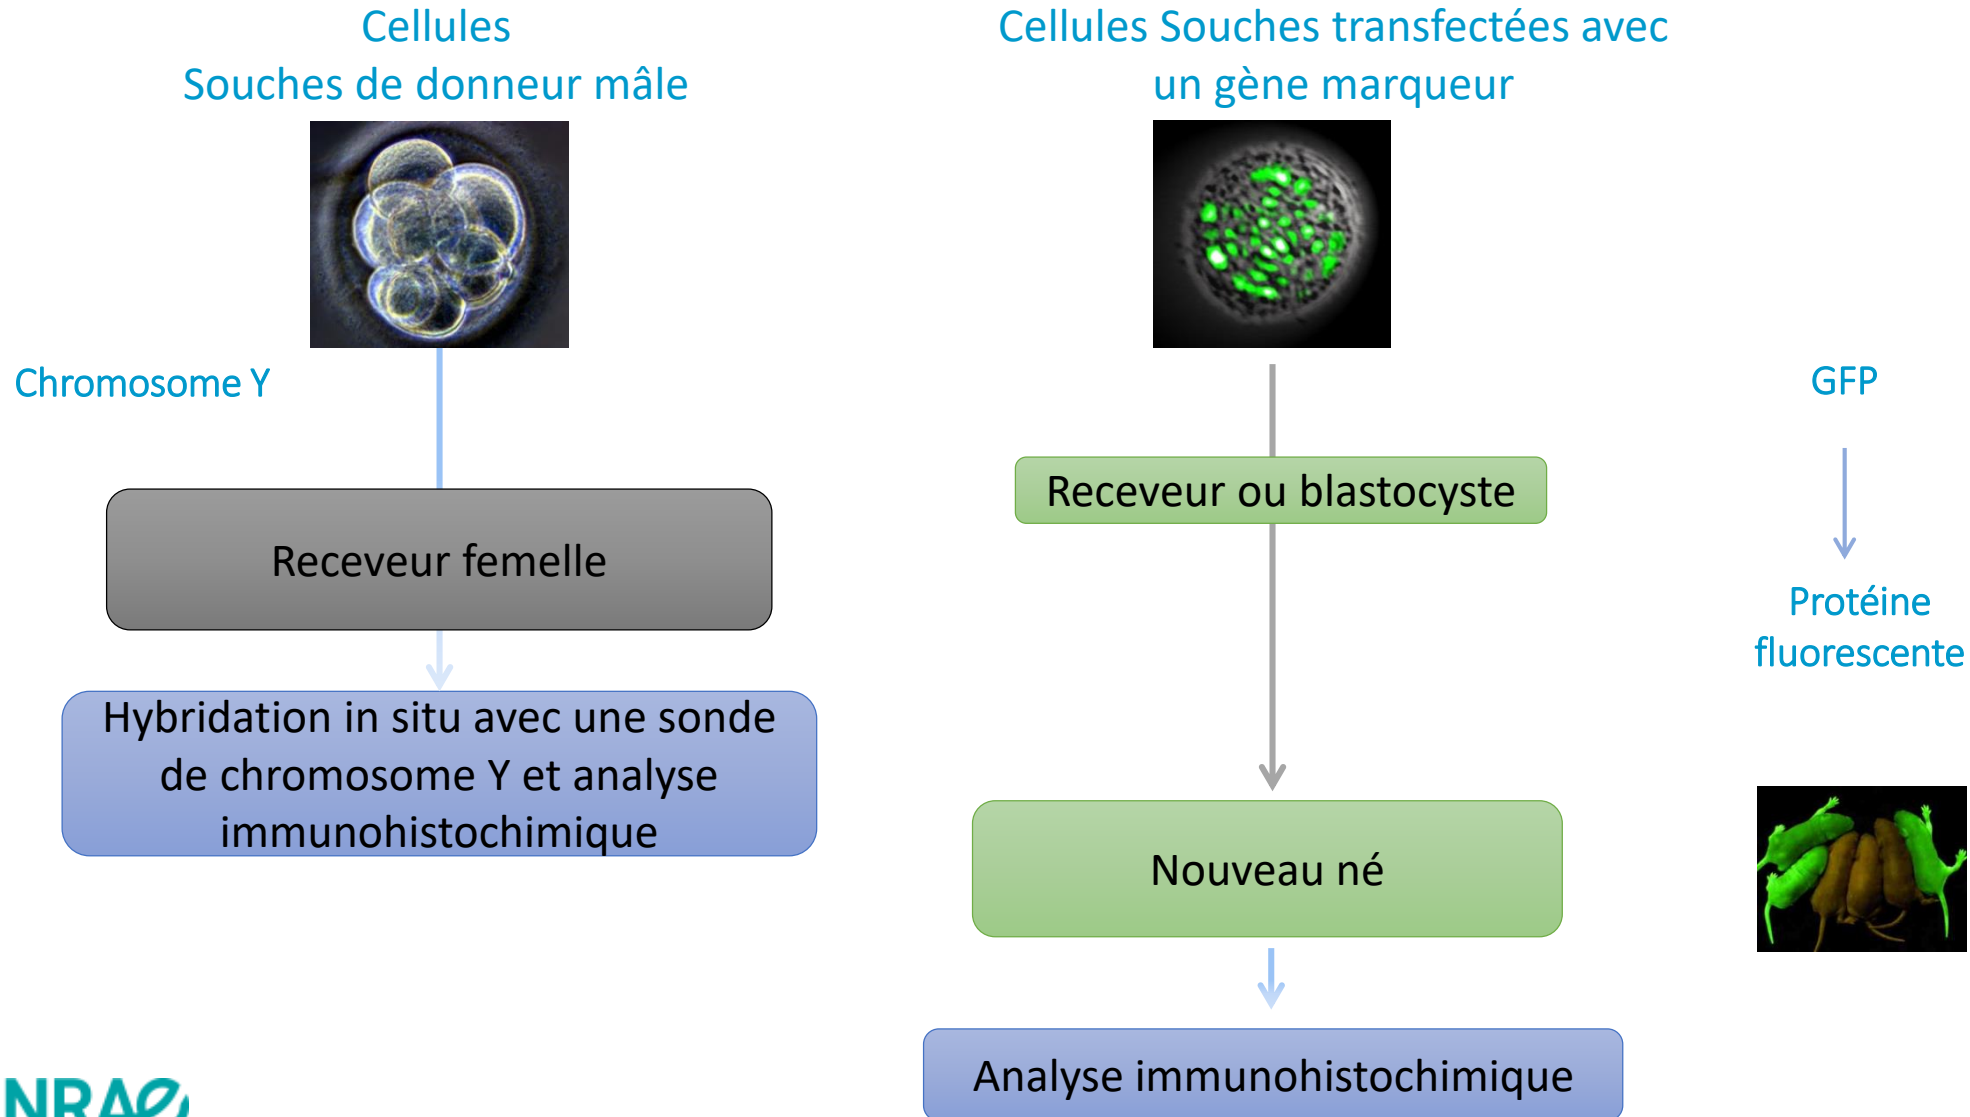 Cellules
Souches de donneur mâle
Chromosome Y
Receveur femelle
Hybridation in situ avec une sonde
de chromosome Y et analyse
immunohistochimique
Cellules Souches transfectées avec
un gène marqueur
Receveur ou blastocyste
Nouveau né
Analyse immunohistochimique
GFP
Protéine
fluorescente
INRAE